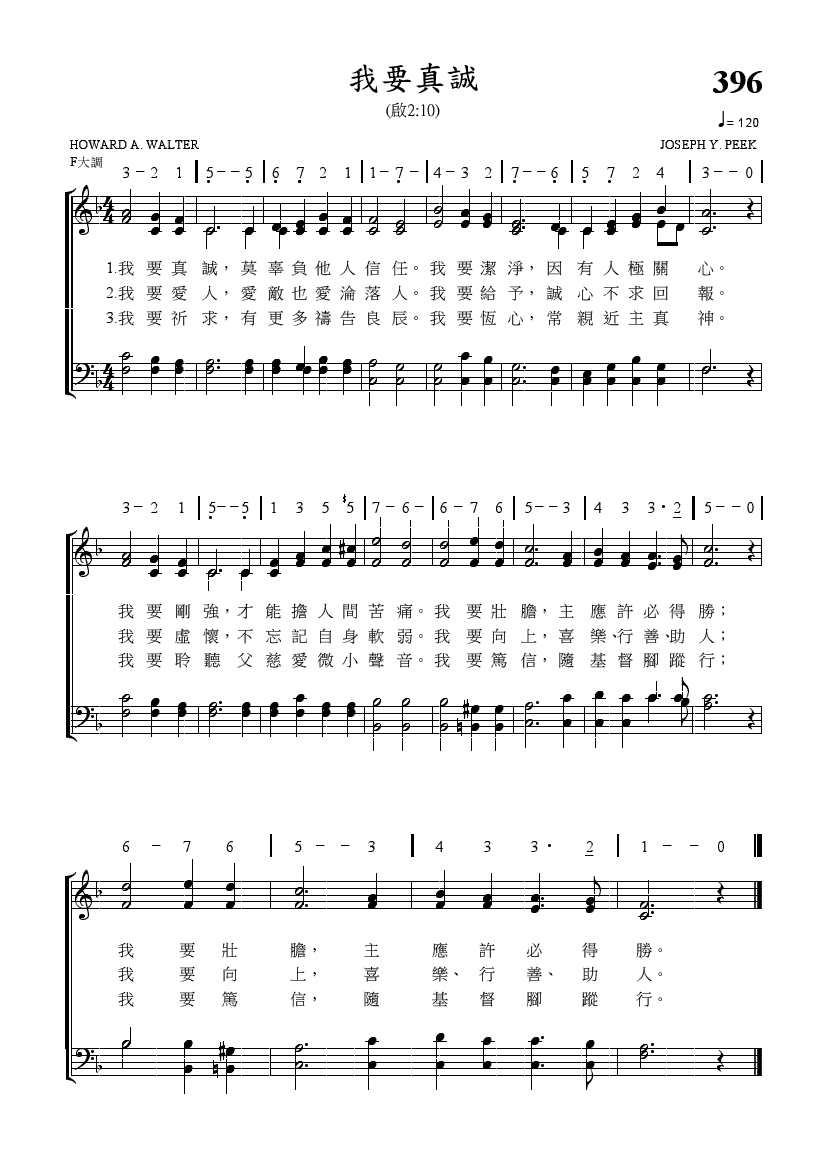 我要真誠
396
(啟2:10)
♩= 120
HOWARD A. WALTER
JOSEPH Y. PEEK
F大調
3 – 2 1 | 5 – – 5 | 6 7 2 1 | 1 – 7 – | 4 – 3 2 | 7 – – 6 | 5 7 2 4 | 3 – – 0 |
1.我要真誠，莫辜負他人信任。我要潔淨，因有人極關心。
2.我要愛人，愛敵也愛淪落人。我要給予，誠心不求回報。
3.我要祈求，有更多禱告良辰。我要恆心，常親近主真神。
3 – 2 1 | 5 – – 5 | 1 3 5 ♯5 | 7 – 6 – | 6 – 7 6 | 5 – – 3 | 4 3 3· 2 | 5 – – 0 |
我要剛強，才能擔人間苦痛。我要壯膽，主應許必得勝；
我要虛懷，不忘記自身軟弱。我要向上，喜樂、行善、助人；
我要聆聽父慈愛微小聲音。我要篤信，隨基督腳蹤行；
6 – 7 6 | 5 – – 3 | 4 3 3· 2 | 1 – – 0
我要壯膽，主應許必得勝。
我要向上，喜樂、行善、助人。
我要篤信，隨基督腳蹤行。